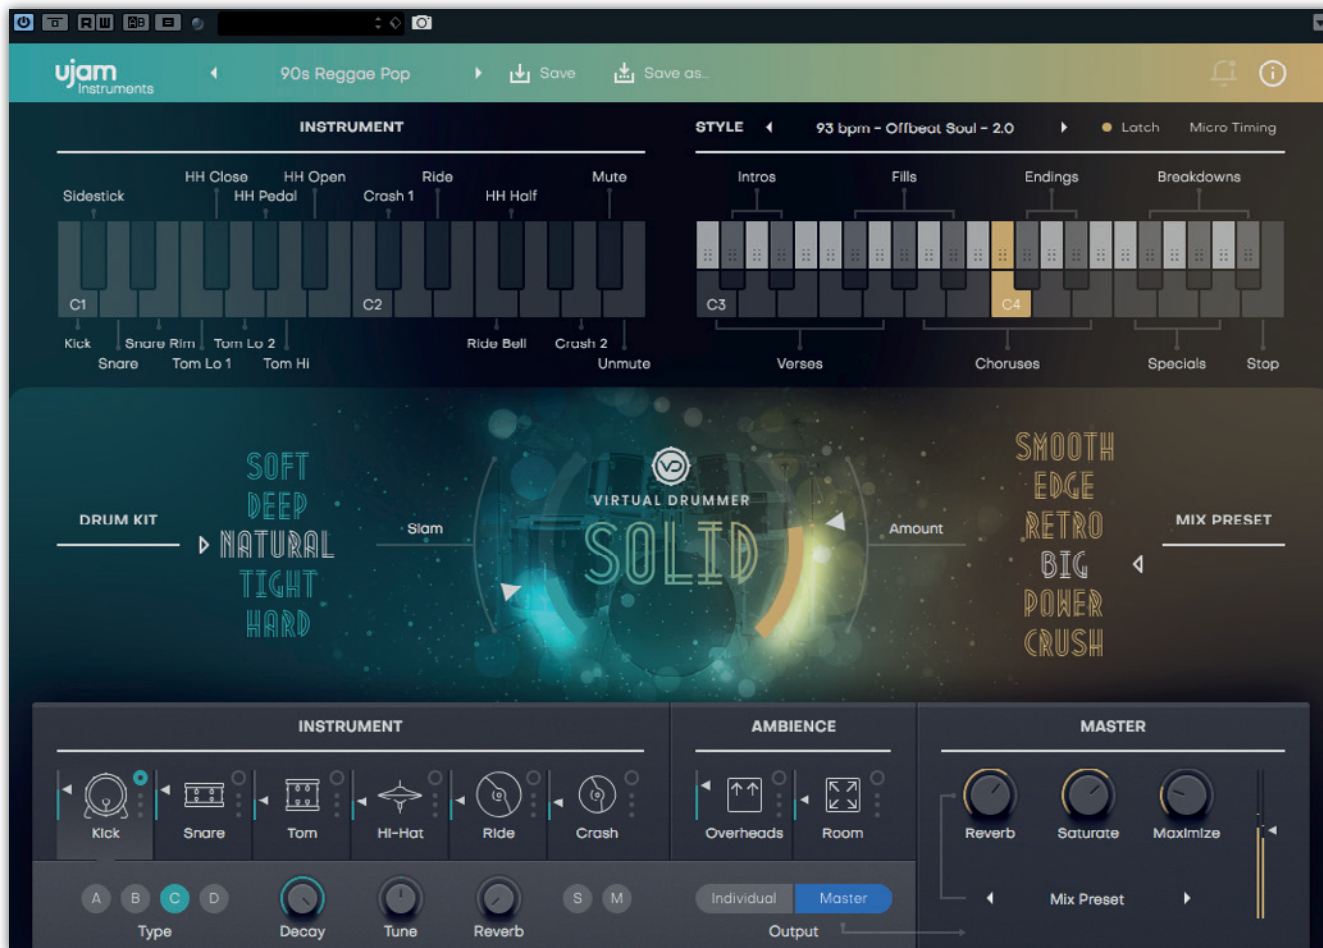 R W AB
ujam
Instruments
90s Reggae Pop
Save
Save as...
INSTRUMENT
STYLE
93 bpm - Offbeat Soul - 2.0
Latch
Micro Timing
HH Close
HH Open
Ride
Mute
Intros
Fills
Endings
Breakdowns
Sidestick
HH Pedal
Crash 1
HH Half
C1
C2
C3
C4
Kick
Snare Rim
Tom Lo 2
Ride Bell
Crash 2
Snare
Tom Lo 1
Tom Hi
Unmute
Verses
Choruses
Specials
Stop
DRUM KIT
SOFT
DEEP
NATURAL
TIGHT
HARD
Slam
VD
VIRTUAL DRUMMER
SOLID
Amount
SMOOTH
EDGE
RETRO
BIG
POWER
CRUSH
MIX PRESET
INSTRUMENT
AMBIENCE
MASTER
Kick
Snare
Tom
Hi-Hat
Ride
Crash
Overheads
Room
Reverb
Saturate
Maximize
A B C D
Type
Decay
Tune
Reverb
S M
Individual
Master
Output
Mix Preset